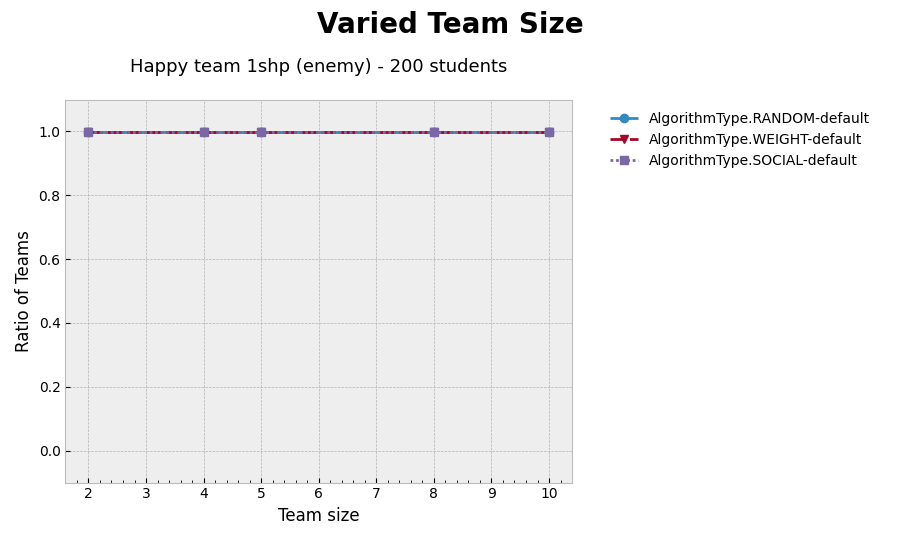 Varied Team Size
Happy team 1shp (enemy) - 200 students
AlgorithmType.RANDOM-default
AlgorithmType.WEIGHT-default
AlgorithmType.SOCIAL-default
Ratio of Teams
1.0
0.8
0.6
0.4
0.2
0.0
2 3 4 5 6 7 8 9 10
Team size